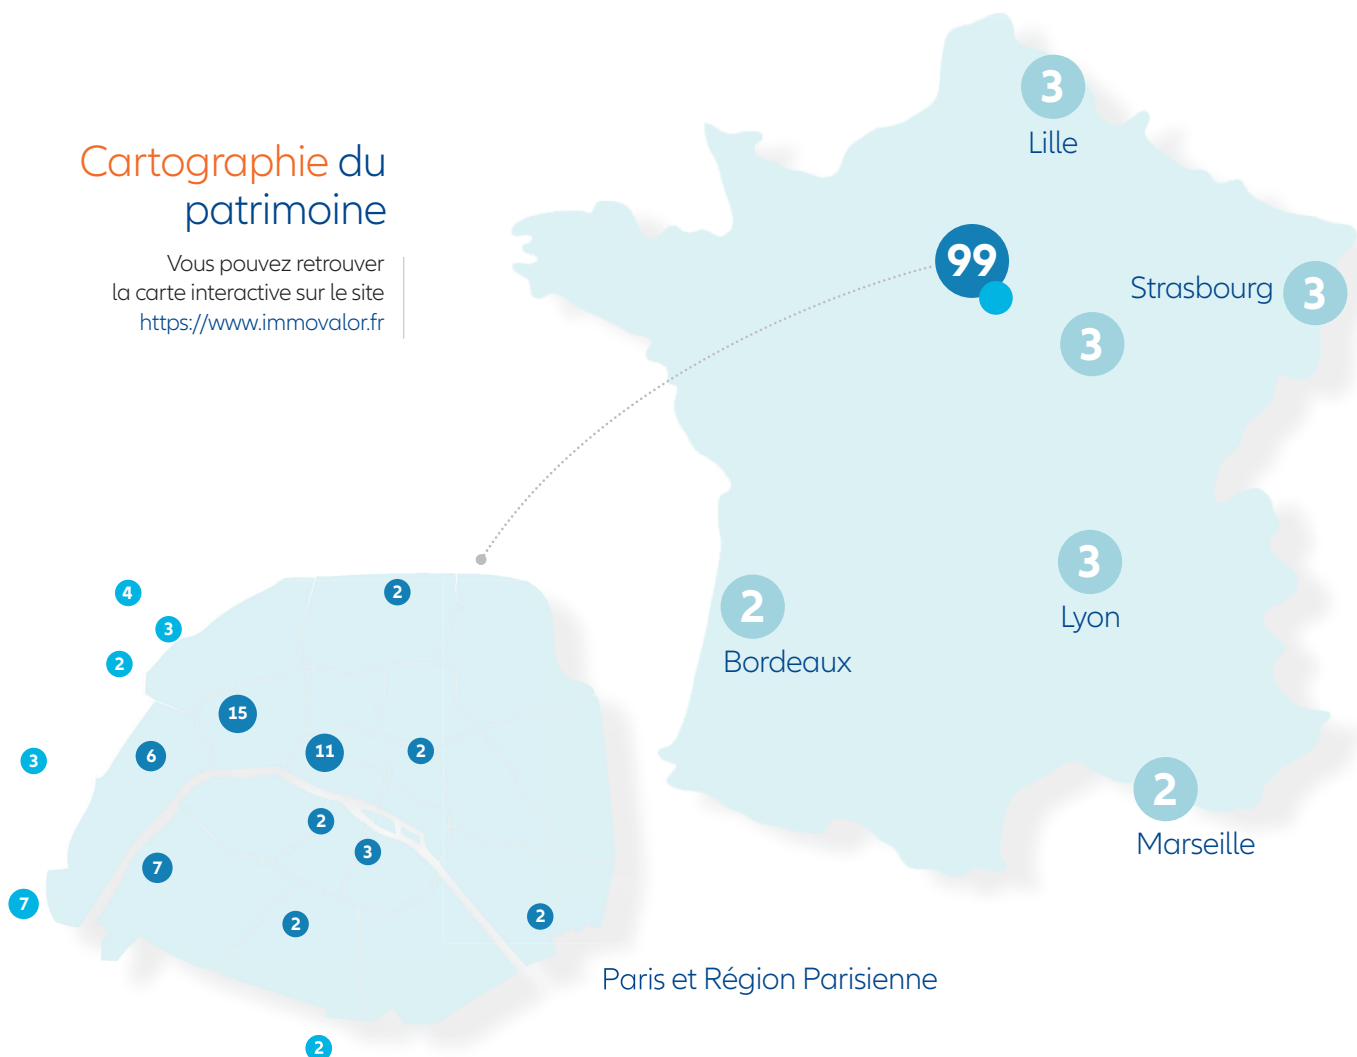 Cartographie du
patrimoine
Vous pouvez retrouver
la carte interactive sur le site
https://www.immovalor.fr
3
Lille
99
Strasbourg
3
3
3
Lyon
2
Bordeaux
2
Marseille
4
3
2
2
15
6
11
2
3
2
3
7
7
2
2
Paris et Région Parisienne
2